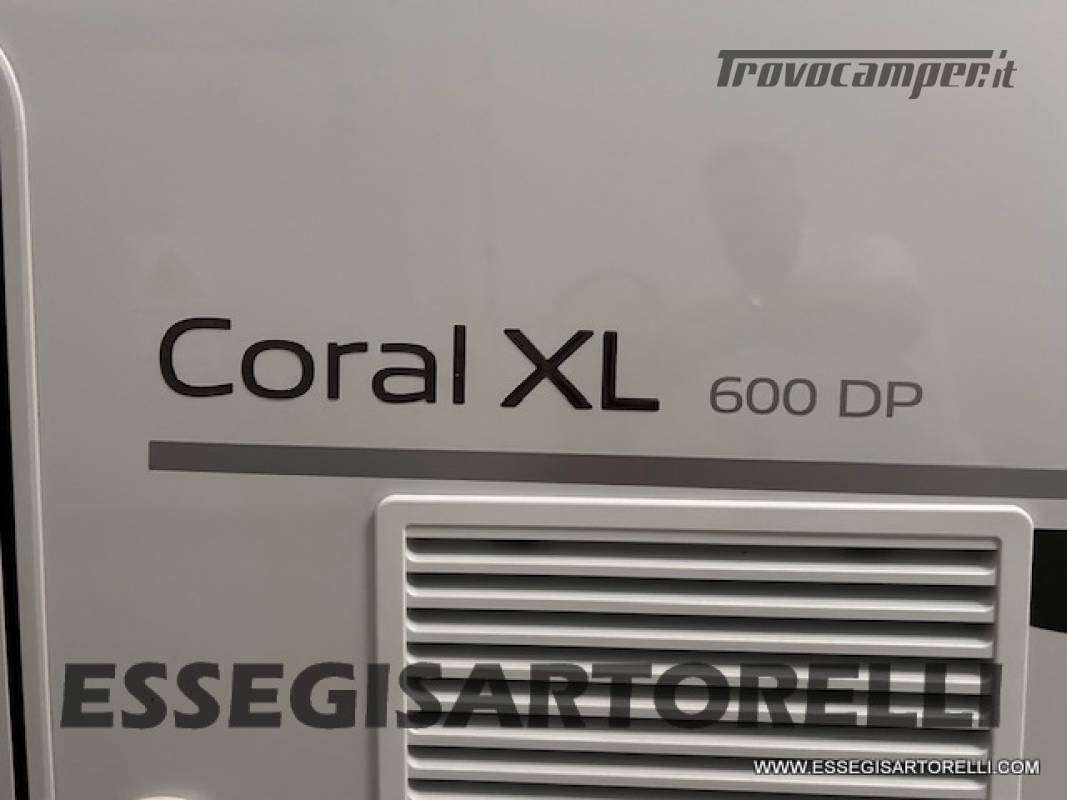 Trovocamper.it
Coral XL 600 DP
ESSEGISARTORELLI
WWW.ESSEGISARTORELLI.COM